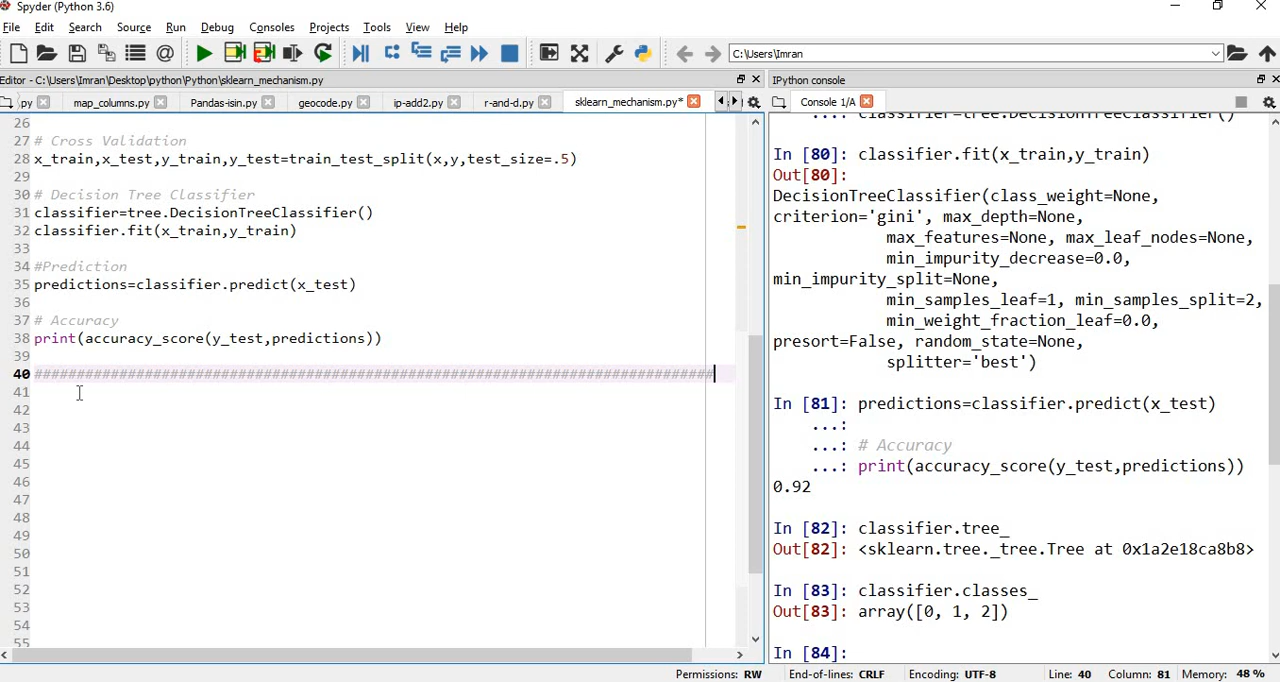 Spyder (Python 3.6)
File Edit Search Source Run Debug Consoles Projects Tools View Help
C:\Users\Imran
Editor - C:\Users\Imran\Desktop\python\Python\sklearn_mechanism.py
IPython console
.py map_columns.py Pandas-isin.py geocode.py ip-add2.py r-and-d.py sklearn_mechanism.py*
Console 1/A
26
27 # Cross Validation
28 x_train,x_test,y_train,y_test=train_test_split(x,y,test_size=.5)
29
30 # Decision Tree Classifier
31 classifier=tree.DecisionTreeClassifier()
32 classifier.fit(x_train,y_train)
33
34 #Prediction
35 predictions=classifier.predict(x_test)
36
37 # Accuracy
38 print(accuracy_score(y_test,predictions))
39
40 #################################################################################
41
42
43
44
45
46
47
48
49
50
51
52
53
54
55
...: classifier=tree.DecisionTreeClassifier()
In [80]: classifier.fit(x_train,y_train)
Out[80]:
DecisionTreeClassifier(class_weight=None,
criterion='gini', max_depth=None,
max_features=None, max_leaf_nodes=None,
min_impurity_decrease=0.0,
min_impurity_split=None,
min_samples_leaf=1, min_samples_split=2,
min_weight_fraction_leaf=0.0,
presort=False, random_state=None,
splitter='best')
In [81]: predictions=classifier.predict(x_test)
...:
...: # Accuracy
...: print(accuracy_score(y_test,predictions))
0.92
In [82]: classifier.tree_
Out[82]: <sklearn.tree._tree.Tree at 0x1a2e18ca8b8>
In [83]: classifier.classes_
Out[83]: array([0, 1, 2])
In [84]:
Permissions: RW End-of-lines: CRLF Encoding: UTF-8 Line: 40 Column: 81 Memory: 48 %